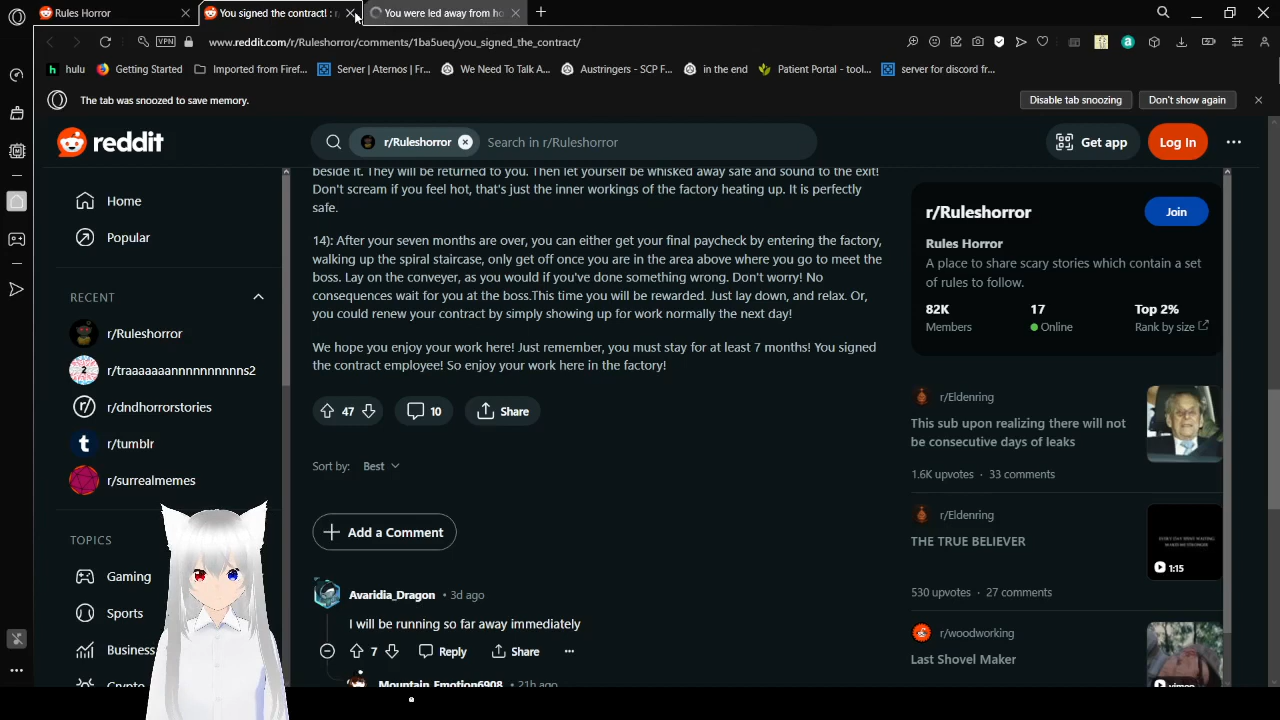 Rules Horror
You signed the contract! : r
You were led away from ho
VPN
www.reddit.com/r/Ruleshorror/comments/1ba5ueq/you_signed_the_contract/
hulu
Getting Started
Imported from Firef...
Server | Aternos | Fr...
We Need To Talk A...
Austringers - SCP F...
in the end
Patient Portal - tool...
server for discord fr...
The tab was snoozed to save memory.
Disable tab snoozing
Don't show again
reddit
r/Ruleshorror
Search in r/Ruleshorror
Get app
Log In
Home
Popular
RECENT
r/Ruleshorror
r/traaaaaaannnnnnnnnns2
r/dndhorrorstories
r/tumblr
r/surrealmemes
TOPICS
Gaming
Sports
Business
Crypto
beside it. They will be returned to you. Then let yourself be whisked away safe and sound to the exit!
Don't scream if you feel hot, that's just the inner workings of the factory heating up. It is perfectly
safe.
14): After your seven months are over, you can either get your final paycheck by entering the factory,
walking up the spiral staircase, only get off once you are in the area above where you go to meet the
boss. Lay on the conveyer, as you would if you've done something wrong. Don't worry! No
consequences wait for you at the boss.This time you will be rewarded. Just lay down, and relax. Or,
you could renew your contract by simply showing up for work normally the next day!
We hope you enjoy your work here! Just remember, you must stay for at least 7 months! You signed
the contract employee! So enjoy your work here in the factory!
47
10
Share
Sort by: Best
Add a Comment
Avaridia_Dragon • 3d ago
I will be running so far away immediately
7
Reply
Share
Mountain_Emotion6908 • 21h ago
r/Ruleshorror
Join
Rules Horror
A place to share scary stories which contain a set
of rules to follow.
82K 17 Top 2%
Members Online Rank by size
r/Eldenring
This sub upon realizing there will not
be consecutive days of leaks
1.6K upvotes · 33 comments
r/Eldenring
THE TRUE BELIEVER
1:15
530 upvotes · 27 comments
r/woodworking
Last Shovel Maker
vimeo